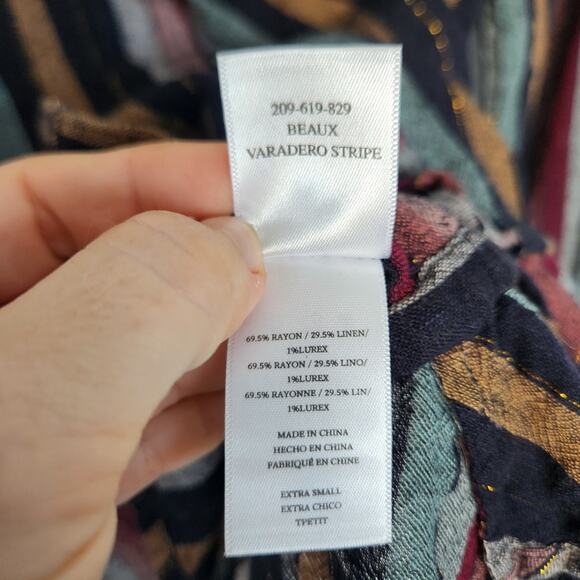 209-619-829
BEAUX
VARADERO STRIPE
69.5% RAYON / 29.5% LINEN/
1%LUREX
69.5% RAYON / 29.5% LINO/
1%LUREX
69.5% RAYONNE / 29.5% LIN/
1%LUREX
MADE IN CHINA
HECHO EN CHINA
FABRIQUÉ EN CHINE
EXTRA SMALL
EXTRA CHICO
TPETIT